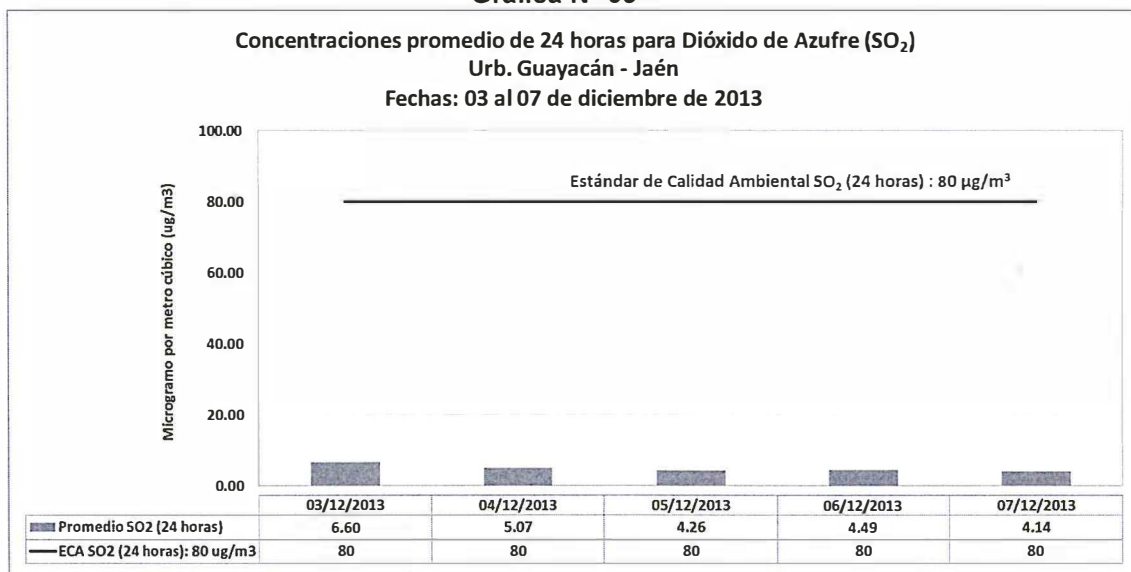 Concentraciones promedio de 24 horas para Dióxido de Azufre (SO₂)
Urb. Guayacán - Jaén
Fechas: 03 al 07 de diciembre de 2013
Microgramo por metro cúbico (ug/m3)
100.00
80.00
60.00
40.00
20.00
0.00
Estándar de Calidad Ambiental SO₂ (24 horas) : 80 µg/m³
03/12/2013 04/12/2013 05/12/2013 06/12/2013 07/12/2013
Promedio SO2 (24 horas) 6.60 5.07 4.26 4.49 4.14
ECA SO2 (24 horas): 80 ug/m3 80 80 80 80 80